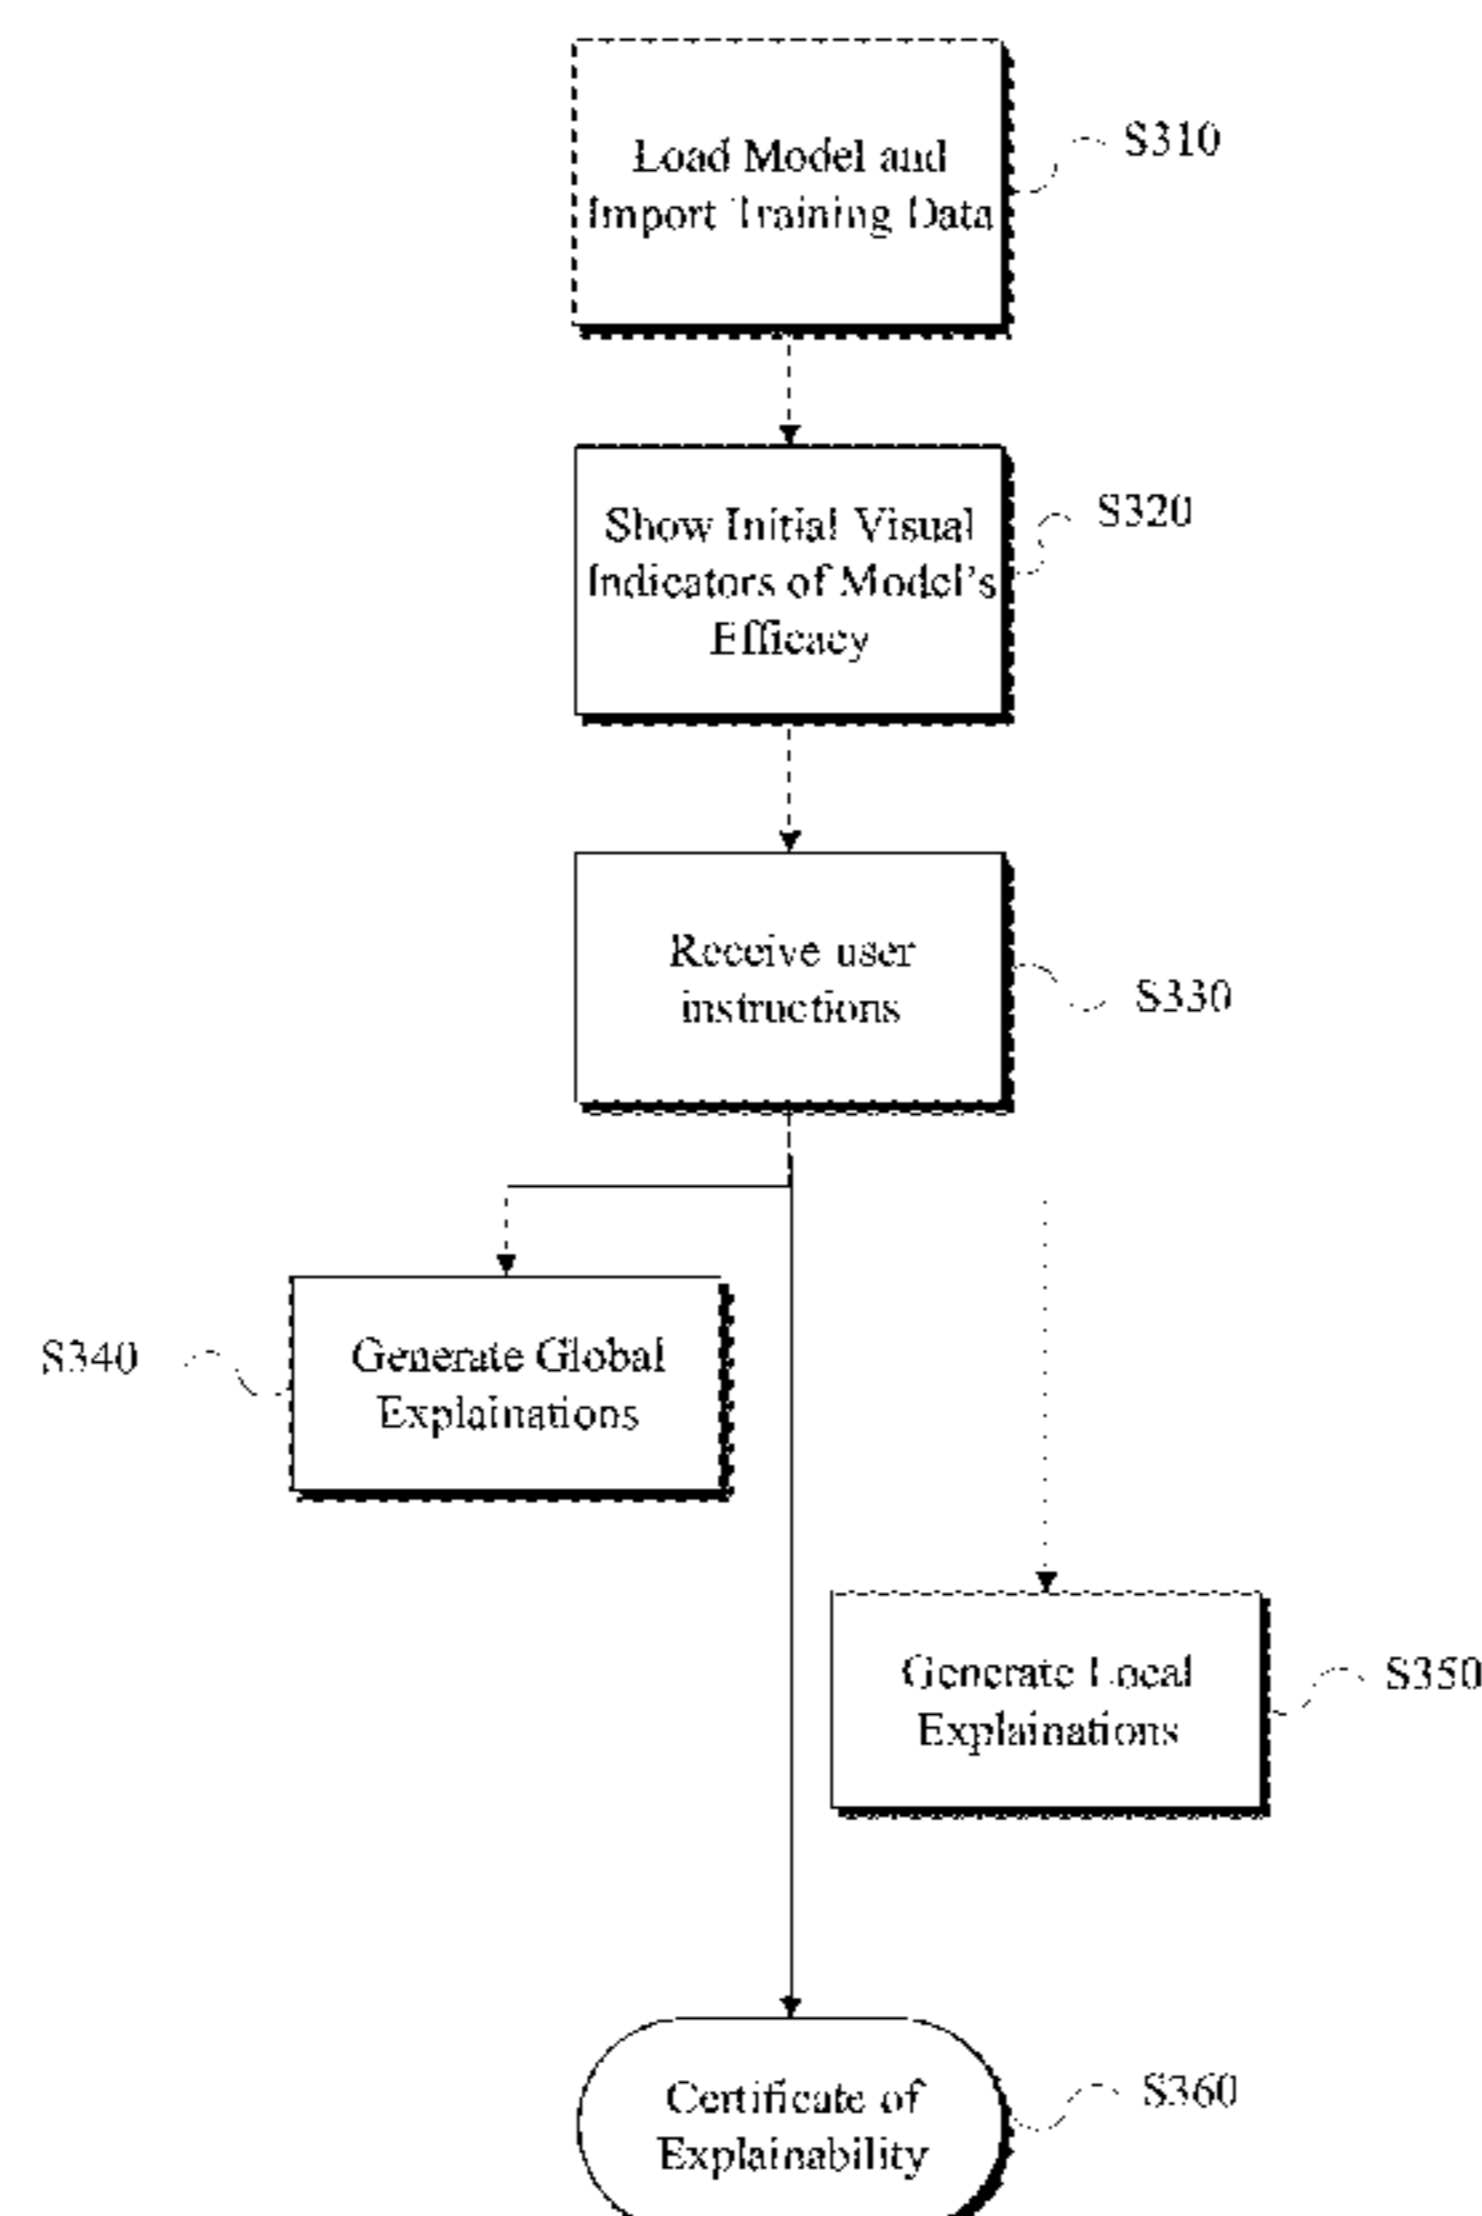 Load Model and
Import Training Data
S310
Show Initial Visual
Indicators of Model's
Efficacy
S320
Receive user
instructions
S330
S340
Generate Global
Explainations
Generate Local
Explainations
S350
Certificate of
Explainability
S360